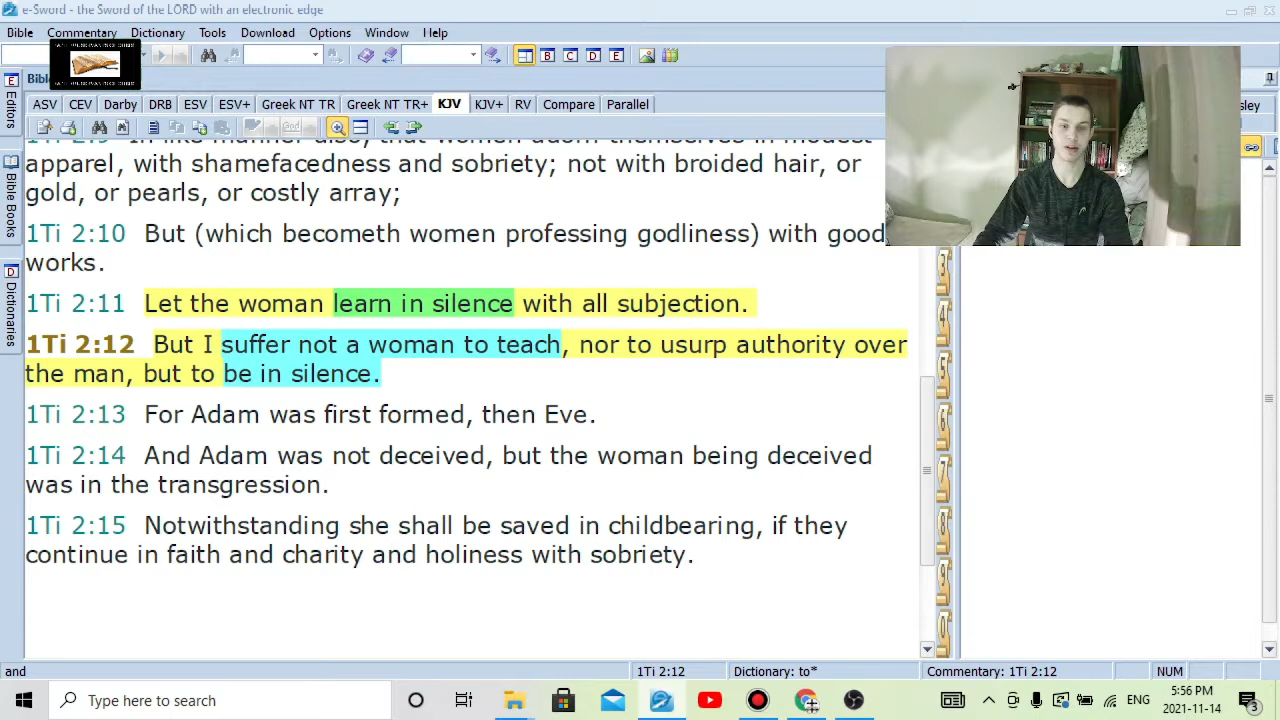 e-Sword - the Sword of the LORD with an electronic edge
Bible Commentary Dictionary Tools Download Options Window Help
Editors
Bible Books
Dictionaries
ASV CEV Darby DRB ESV ESV+ Greek NT TR Greek NT TR+ KJV KJV+ RV Compare Parallel
apparel, with shamefacedness and sobriety; not with broided hair, or
gold, or pearls, or costly array;
1Ti 2:10 But (which becometh women professing godliness) with good
works.
1Ti 2:11 Let the woman learn in silence with all subjection.
1Ti 2:12 But I suffer not a woman to teach, nor to usurp authority over
the man, but to be in silence.
1Ti 2:13 For Adam was first formed, then Eve.
1Ti 2:14 And Adam was not deceived, but the woman being deceived
was in the transgression.
1Ti 2:15 Notwithstanding she shall be saved in childbearing, if they
continue in faith and charity and holiness with sobriety.
and 1Ti 2:12 Dictionary: to* Commentary: 1Ti 2:12 NUM
Type here to search
ENG
5:56 PM
2021-11-14
3